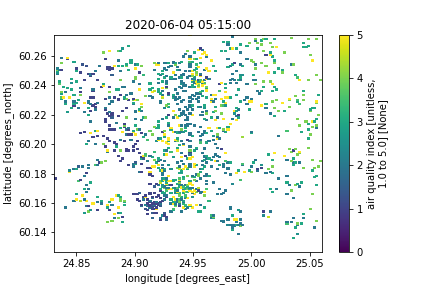 2020-06-04 05:15:00
60.26
60.24
60.22
60.20
60.18
60.16
60.14
latitude [degrees_north]
24.85 24.90 24.95 25.00 25.05
longitude [degrees_east]
5
4
3
2
1
0
air quality index [unitless,
1.0 to 5.0] [None]